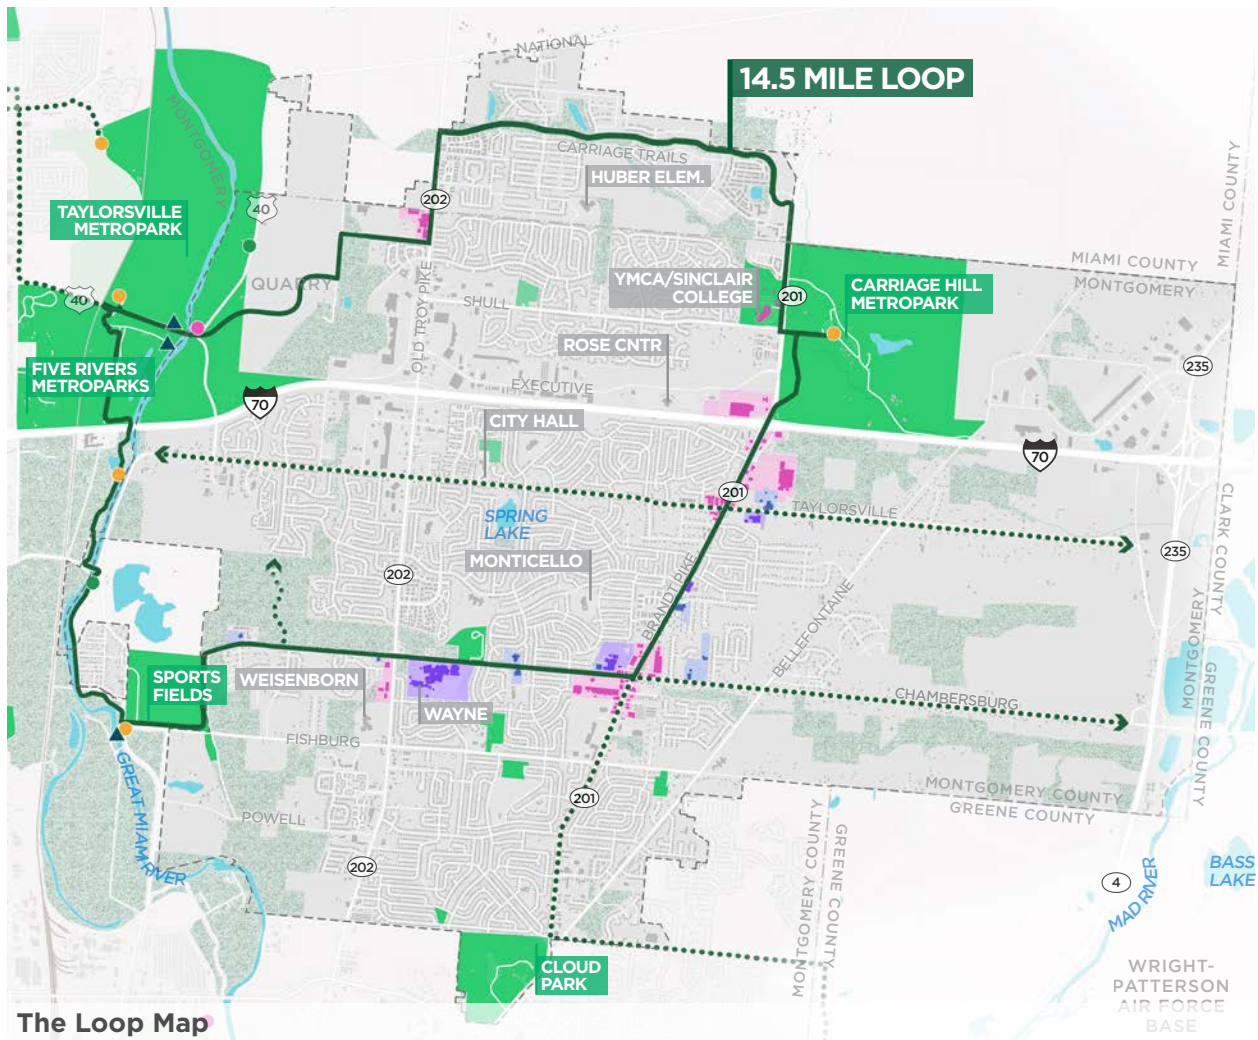 NATIONAL
14.5 MILE LOOP
MONTGOMERY
CARRIAGE TRAILS
HUBER ELEM.
MIAMI COUNTY
202
40
TAYLORSVILLE
METROPARK
MIAMI COUNTY
MONTGOMERY
QUARRY
OLD TROY PIKE
YMCA/SINCLAIR
COLLEGE
201
CARRIAGE HILL
METROPARK
40
SHULL
ROSE CNTR
FIVE RIVERS
METROPARKS
235
EXECUTIVE
70
CITY HALL
70
201
TAYLORSVILLE
SPRING
LAKE
CLARK COUNTY
235
MONTICELLO
202
BRANDT PIKE
BELLEFONTAINE
MONTGOMERY
GREENE COUNTY
SPORTS
FIELDS
WEISENBORN
WAYNE
CHAMBERSBURG
FISHBURG
GREAT MIAMI RIVER
201
MONTGOMERY COUNTY
GREENE COUNTY
POWELL
202
MONTGOMERY COUNTY
GREENE COUNTY
4
MAD RIVER
BASS
LAKE
CLOUD
PARK
WRIGHT-
PATTERSON
AIR FORCE
BASE
The Loop Map